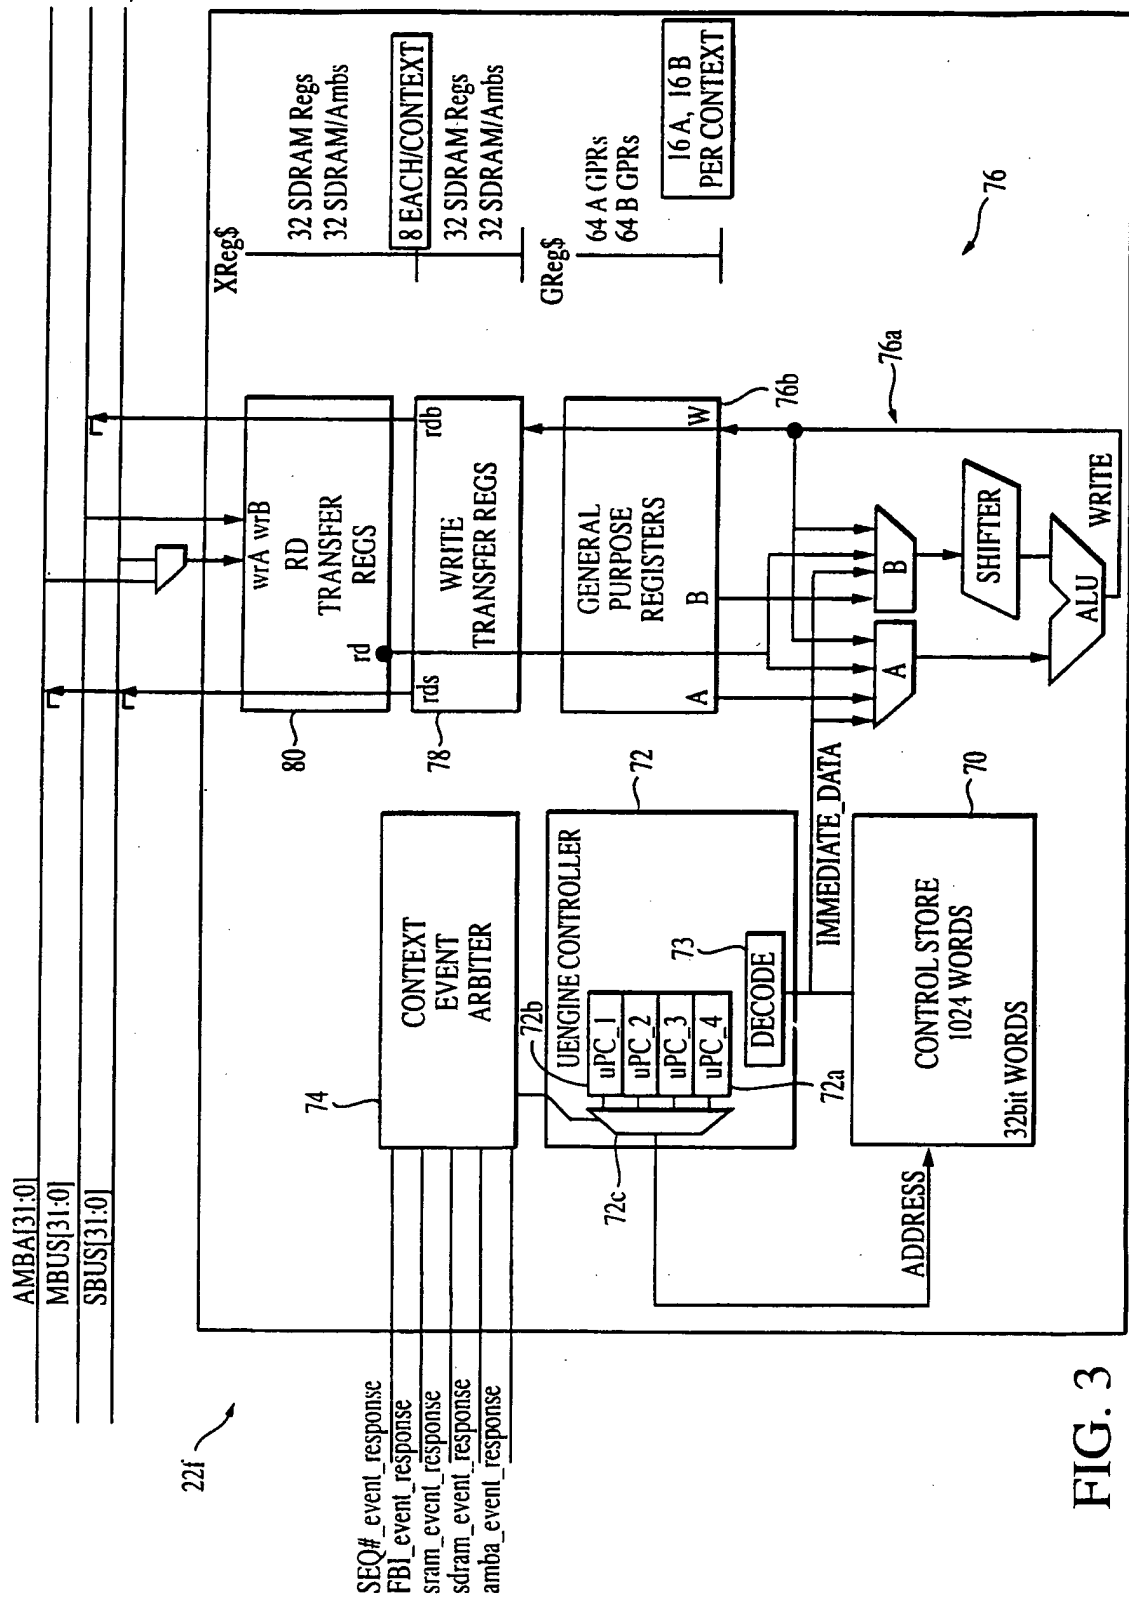 AMBA[31:0]
MBUS[31:0]
SBUS[31:0]
22f
SEQ#_event_response
FBI_event_response
sram_event_response
sdram_event_response
amba_event_response
74
CONTEXT
EVENT
ARBITER
80
RD
TRANSFER
REGS
wrA wrB
rd
78
WRITE
TRANSFER REGS
rds
rdb
XReg$
32 SDRAM Regs
32 SDRAM/Ambs
8 EACH/CONTEXT
32 SDRAM Regs
32 SDRAM/Ambs
72
UENGINE CONTROLLER
72b
uPC_1
uPC_2
uPC_3
uPC_4
72a
72c
73
DECODE
GENERAL
PURPOSE
REGISTERS
A
B
W
76b
GReg$
64 A GPRs
64 B GPRs
16 A, 16 B
PER CONTEXT
IMMEDIATE_DATA
70
CONTROL STORE
1024 WORDS
32bit WORDS
ADDRESS
A
B
76a
SHIFTER
ALU
WRITE
76
FIG. 3